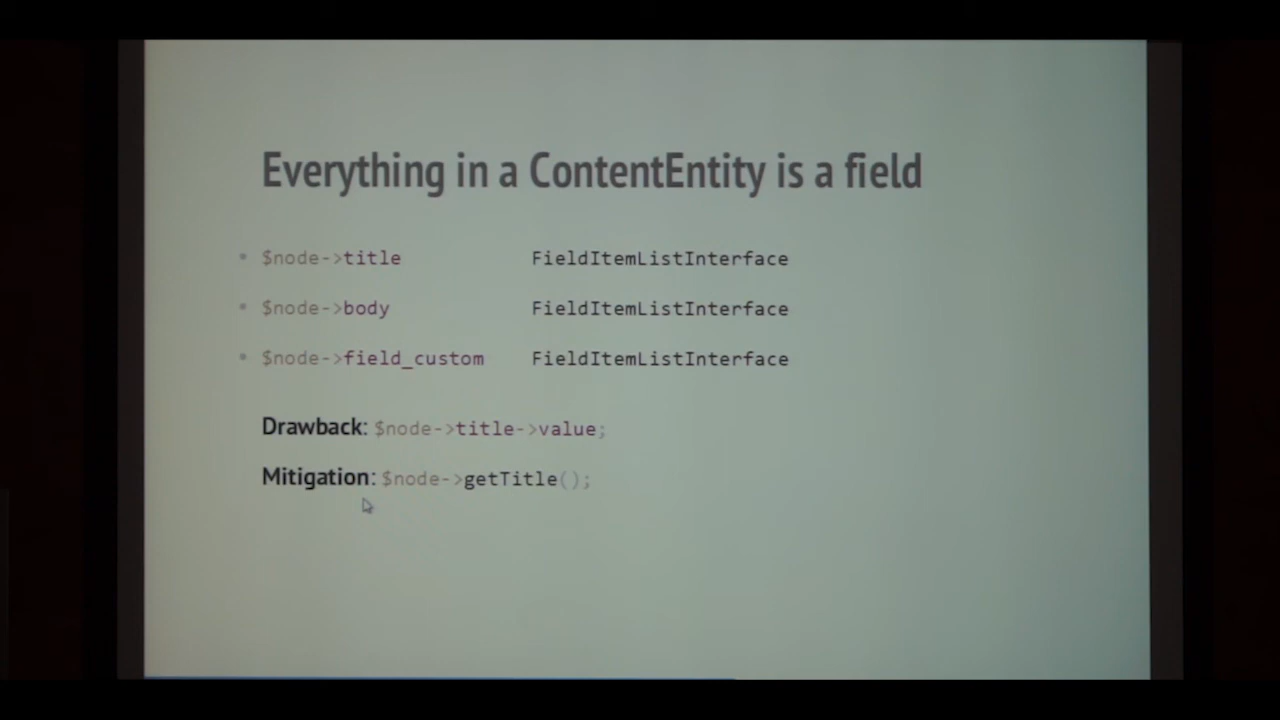 Everything in a ContentEntity is a field
• $node->title FieldItemListInterface
• $node->body FieldItemListInterface
• $node->field_custom FieldItemListInterface
Drawback: $node->title->value;
Mitigation: $node->getTitle();